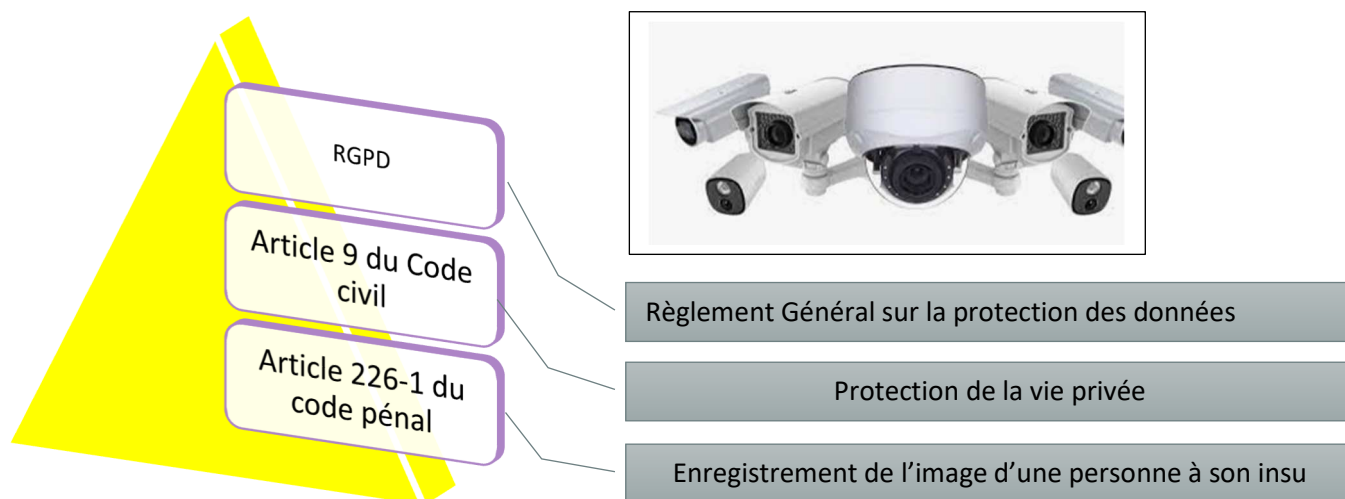 RGPD
Article 9 du Code
civil
Article 226-1 du
code pénal
Règlement Général sur la protection des données
Protection de la vie privée
Enregistrement de l’image d’une personne à son insu